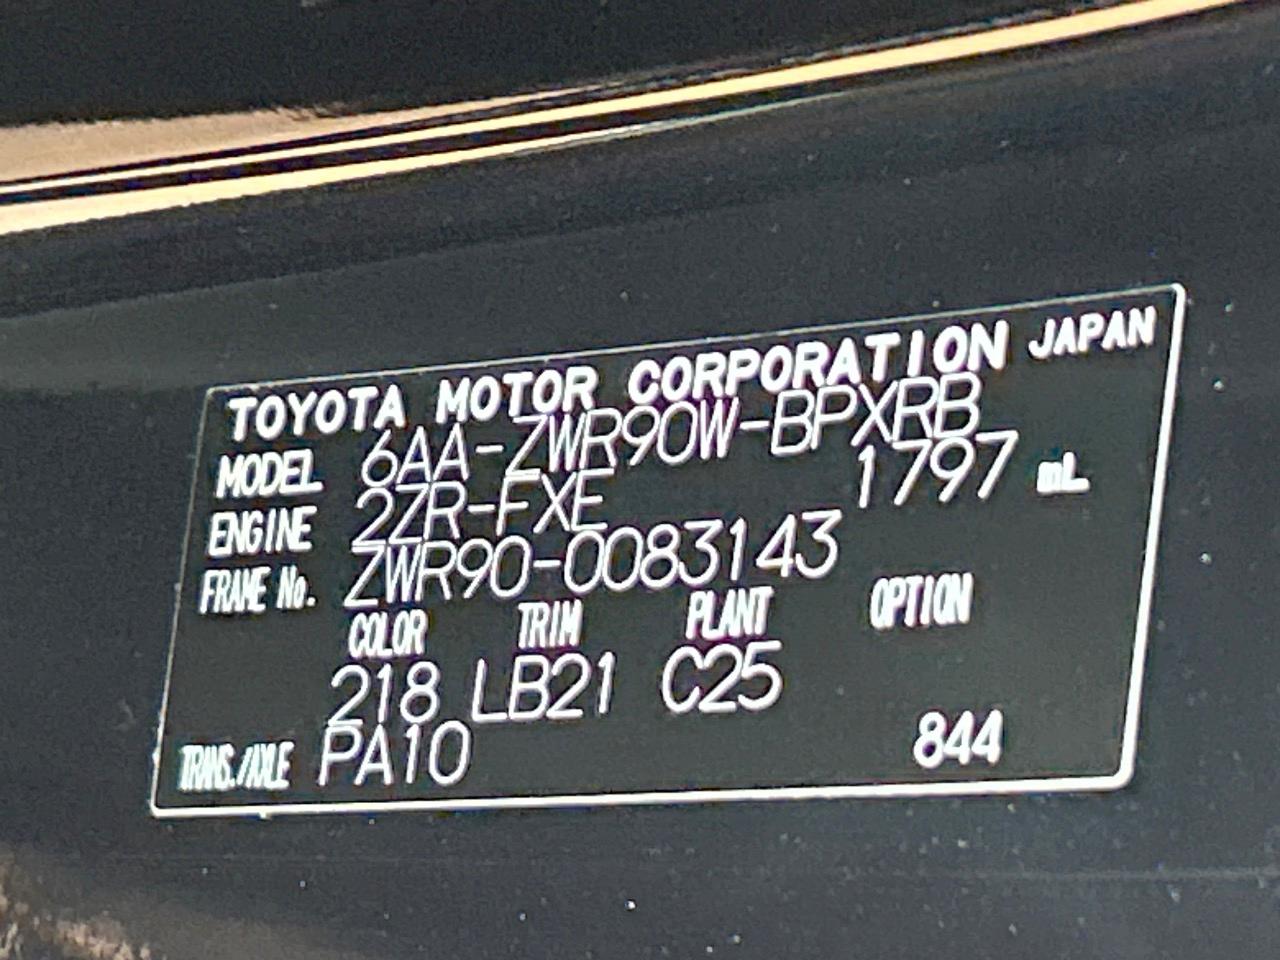 TOYOTA MOTOR CORPORATION JAPAN
MODEL 6AA-ZWR90W-BPXRB
ENGINE 2ZR-FXE 1797 mL
FRAME No. ZWR90-0083143
COLOR TRIM PLANT OPTION
218 LB21 C25
TRANS./AXLE PA10 844